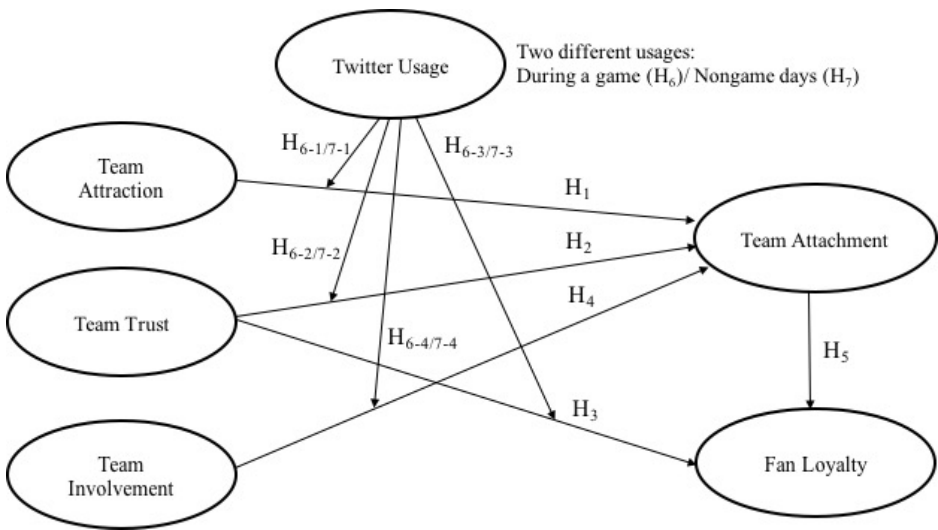 Twitter Usage
Two different usages:
During a game (H₆)/ Nongame days (H₇)
H₆₋₁/₇₋₁
H₆₋₃/₇₋₃
Team
Attraction
H₁
Team Attachment
H₆₋₂/₇₋₂
H₂
H₄
Team Trust
H₆₋₄/₇₋₄
H₅
H₃
Team
Involvement
Fan Loyalty